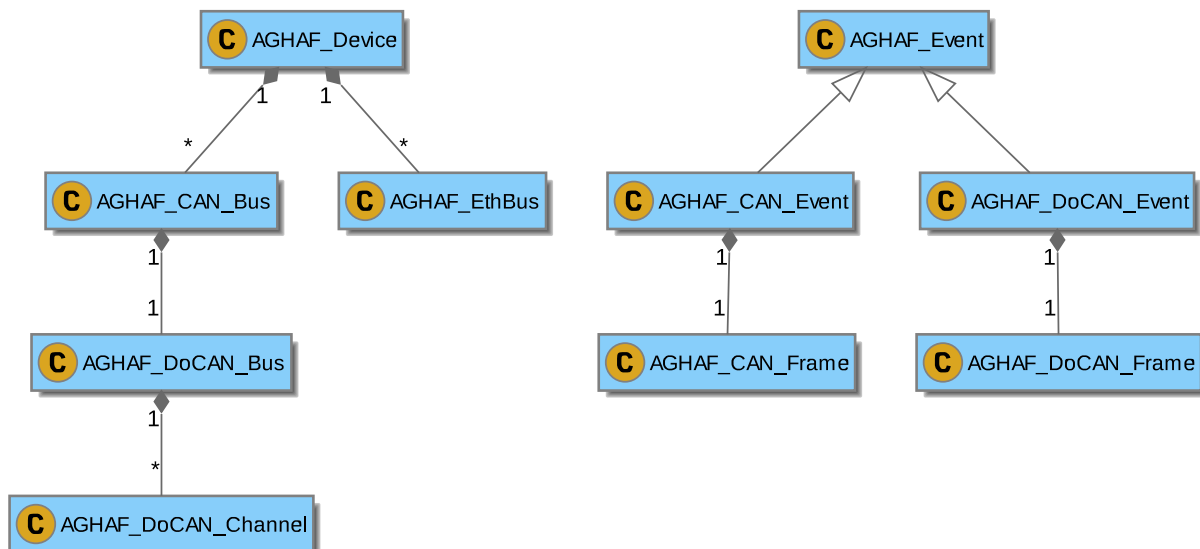 C AGHAF_Device
C AGHAF_Event
1 1
* *
C AGHAF_CAN_Bus
C AGHAF_EthBus
C AGHAF_CAN_Event
C AGHAF_DoCAN_Event
1 1 1
1 1 1
C AGHAF_DoCAN_Bus
C AGHAF_CAN_Frame
C AGHAF_DoCAN_Frame
1
*
C AGHAF_DoCAN_Channel